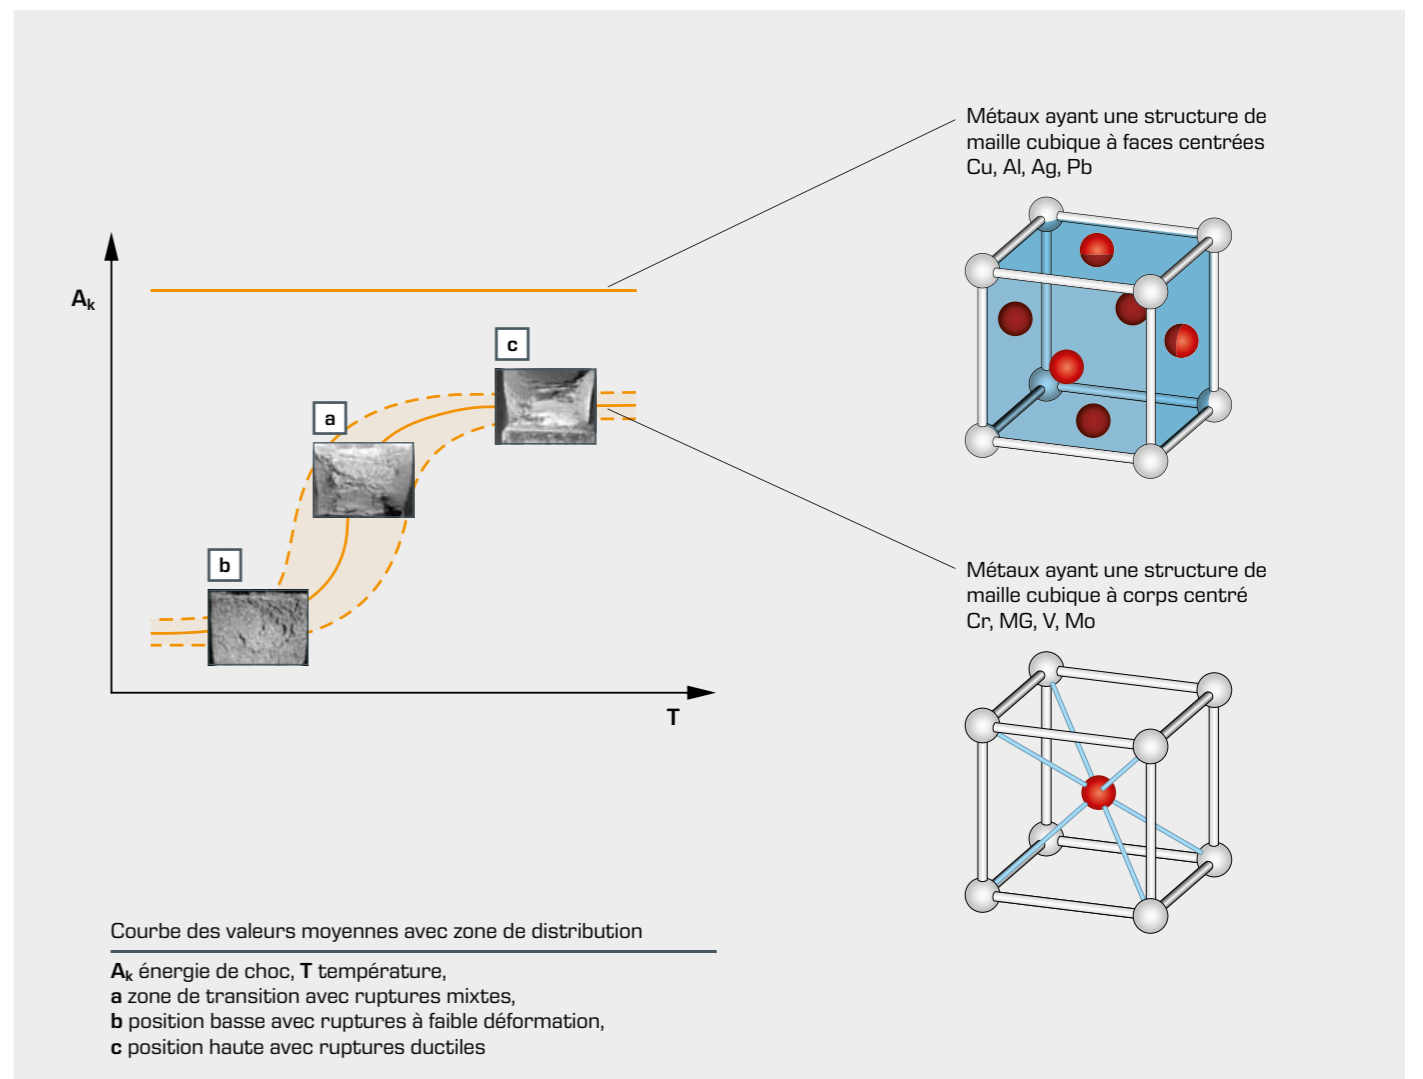 Métaux ayant une structure de
maille cubique à faces centrées
Cu, Al, Ag, Pb
Ak
c
a
b
T
Métaux ayant une structure de
maille cubique à corps centré
Cr, MG, V, Mo
Courbe des valeurs moyennes avec zone de distribution
Ak énergie de choc, T température,
a zone de transition avec ruptures mixtes,
b position basse avec ruptures à faible déformation,
c position haute avec ruptures ductiles